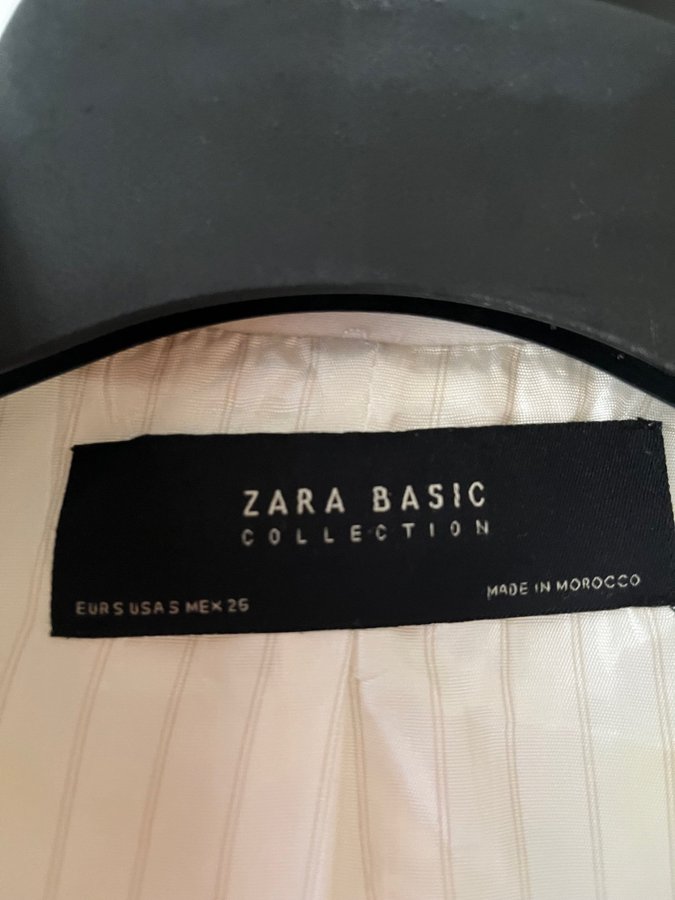 ZARA BASIC
COLLECTION
EUR S USA S MEX 26
MADE IN MOROCCO